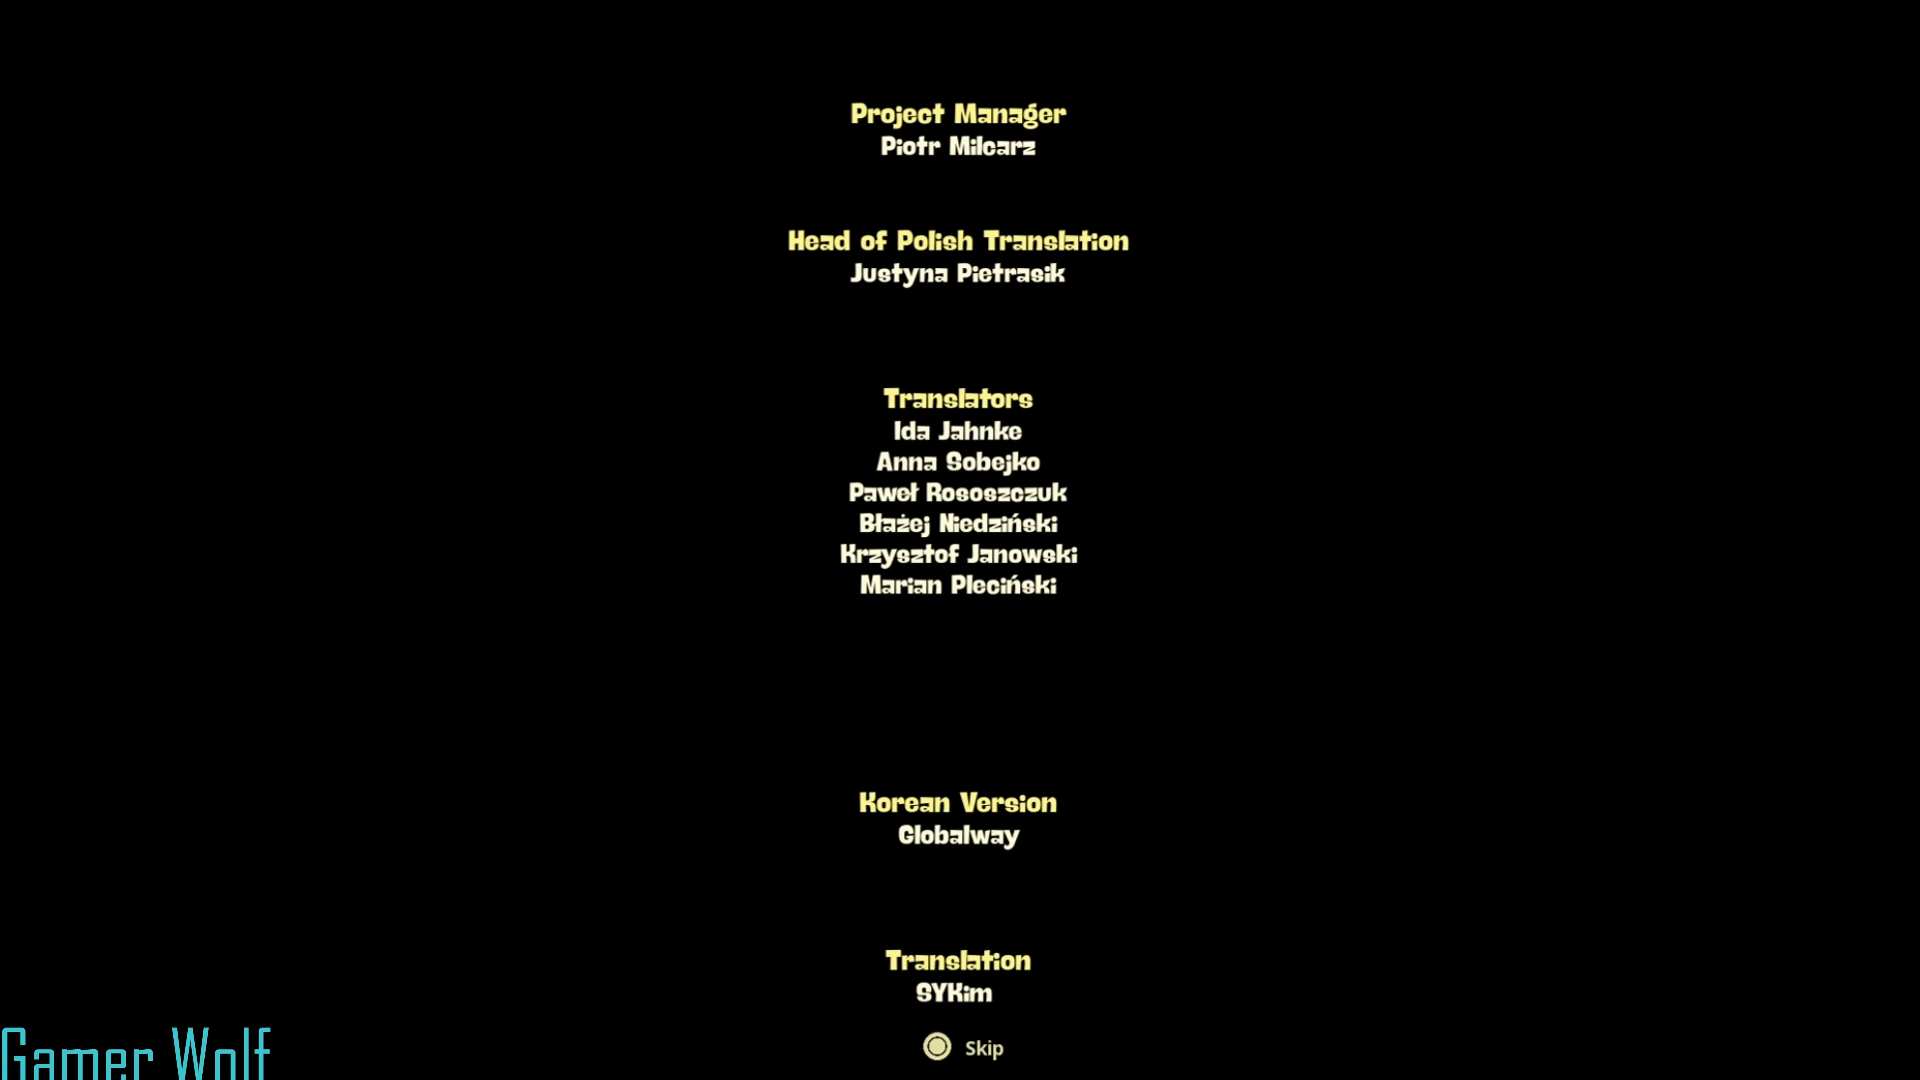 Project Manager
Piotr Milcarz
Head of Polish Translation
Justyna Pietrasik
Translators
Ida Jahnke
Anna Sobejko
Paweł Rososzczuk
Błażej Niedziński
Krzysztof Janowski
Marian Pleciński
Korean Version
Globalway
Translation
SYKim
Skip
Gamer Wolf